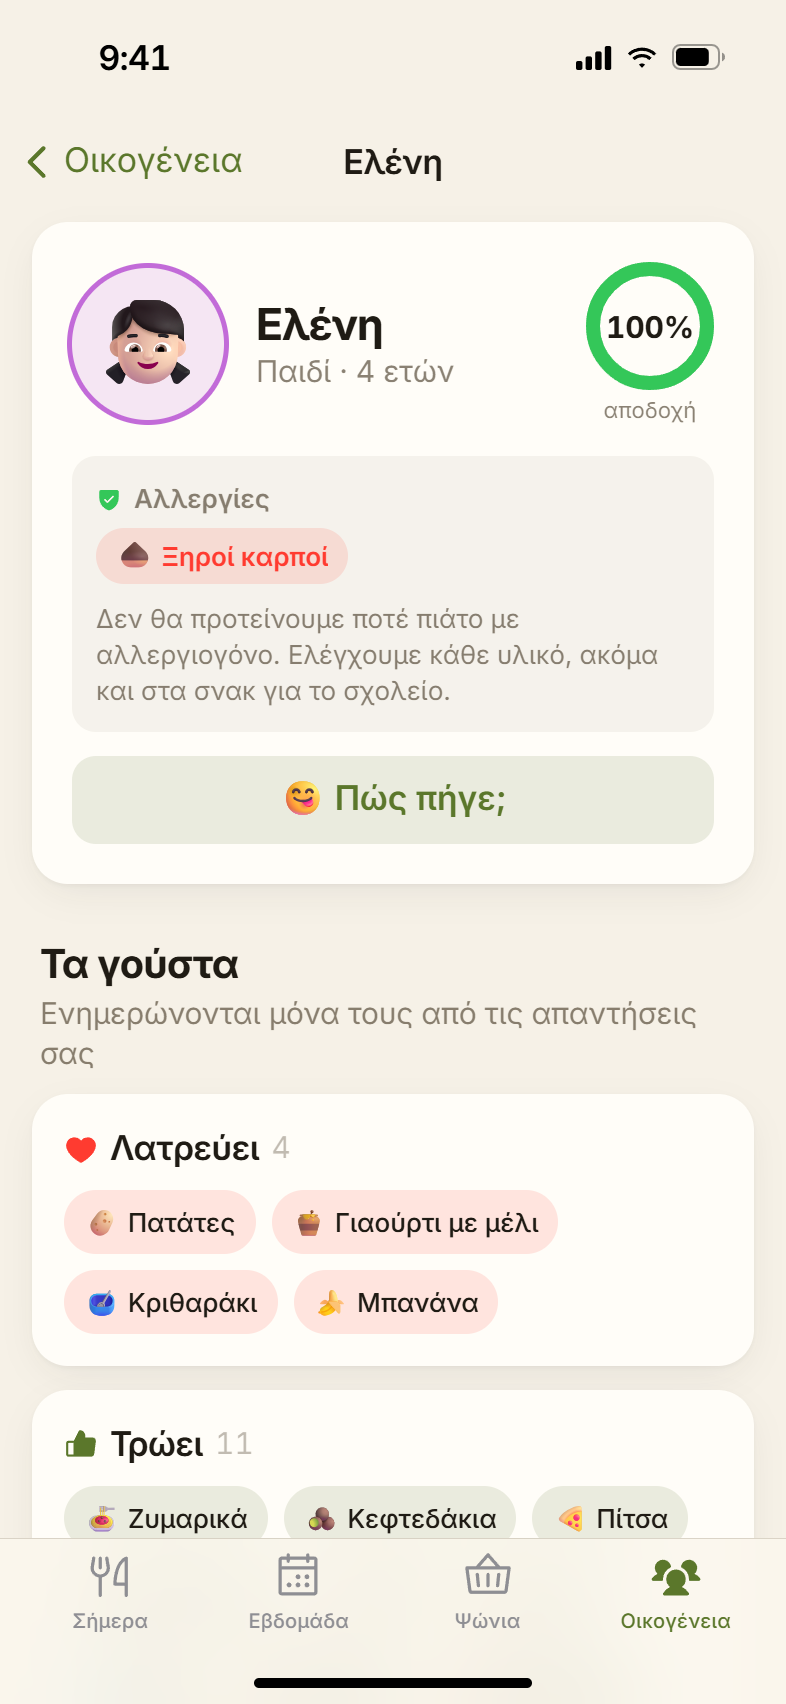 9:41
Οικογένεια
Ελένη
Ελένη
Παιδί · 4 ετών
100%
αποδοχή
Αλλεργίες
Ξηροί καρποί
Δεν θα προτείνουμε ποτέ πιάτο με
αλλεργιογόνο. Ελέγχουμε κάθε υλικό, ακόμα
και στα σνακ για το σχολείο.
Πώς πήγε;
Τα γούστα
Ενημερώνονται μόνα τους από τις απαντήσεις
σας
Λατρεύει 4
Πατάτες Γιαούρτι με μέλι
Κριθαράκι Μπανάνα
Τρώει 11
Ζυμαρικά Κεφτεδάκια Πίτσα
Σήμερα Εβδομάδα Ψώνια Οικογένεια